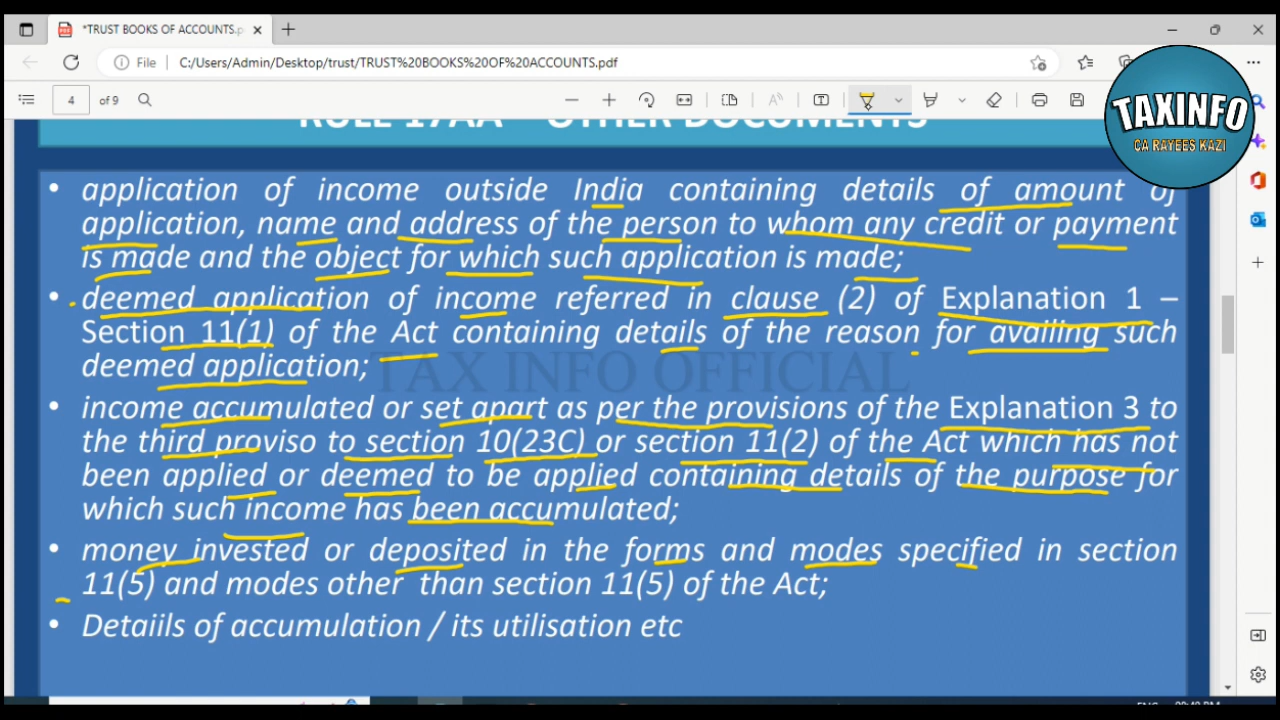 *TRUST BOOKS OF ACCOUNTS.p
File C:/Users/Admin/Desktop/trust/TRUST%20BOOKS%20OF%20ACCOUNTS.pdf
4 of 9
TAXINFO
CA RAYEES KAZI
RULE 17AA – OTHER DOCUMENTS
• application of income outside India containing details of amount of
application, name and address of the person to whom any credit or payment
is made and the object for which such application is made;
• deemed application of income referred in clause (2) of Explanation 1 –
Section 11(1) of the Act containing details of the reason for availing such
deemed application;
TAX INFO OFFICIAL
• income accumulated or set apart as per the provisions of the Explanation 3 to
the third proviso to section 10(23C) or section 11(2) of the Act which has not
been applied or deemed to be applied containing details of the purpose for
which such income has been accumulated;
• money invested or deposited in the forms and modes specified in section
11(5) and modes other than section 11(5) of the Act;
• Detaiils of accumulation / its utilisation etc